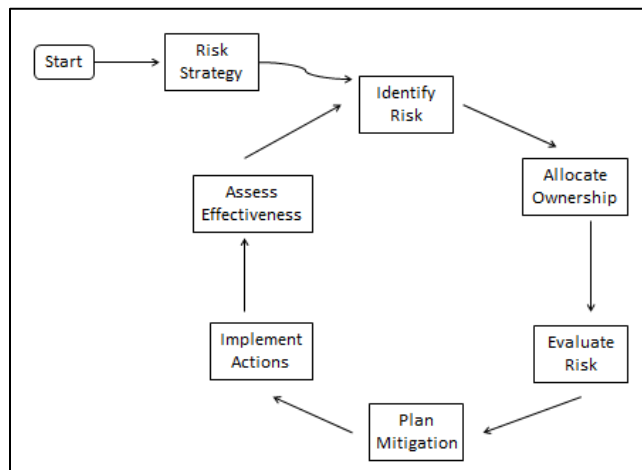 Start
Risk
Strategy
Identify
Risk
Allocate
Ownership
Evaluate
Risk
Plan
Mitigation
Implement
Actions
Assess
Effectiveness